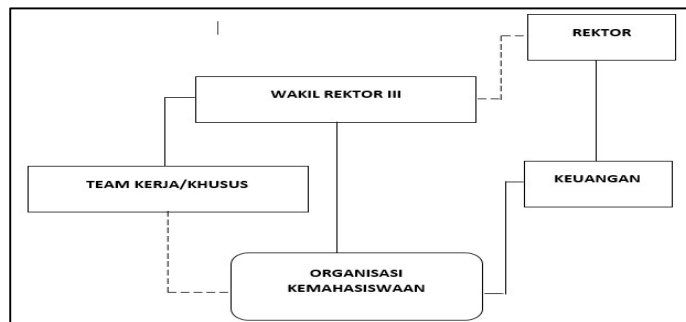 REKTOR
WAKIL REKTOR III
TEAM KERJA/KHUSUS
KEUANGAN
ORGANISASI
KEMAHASISWAAN